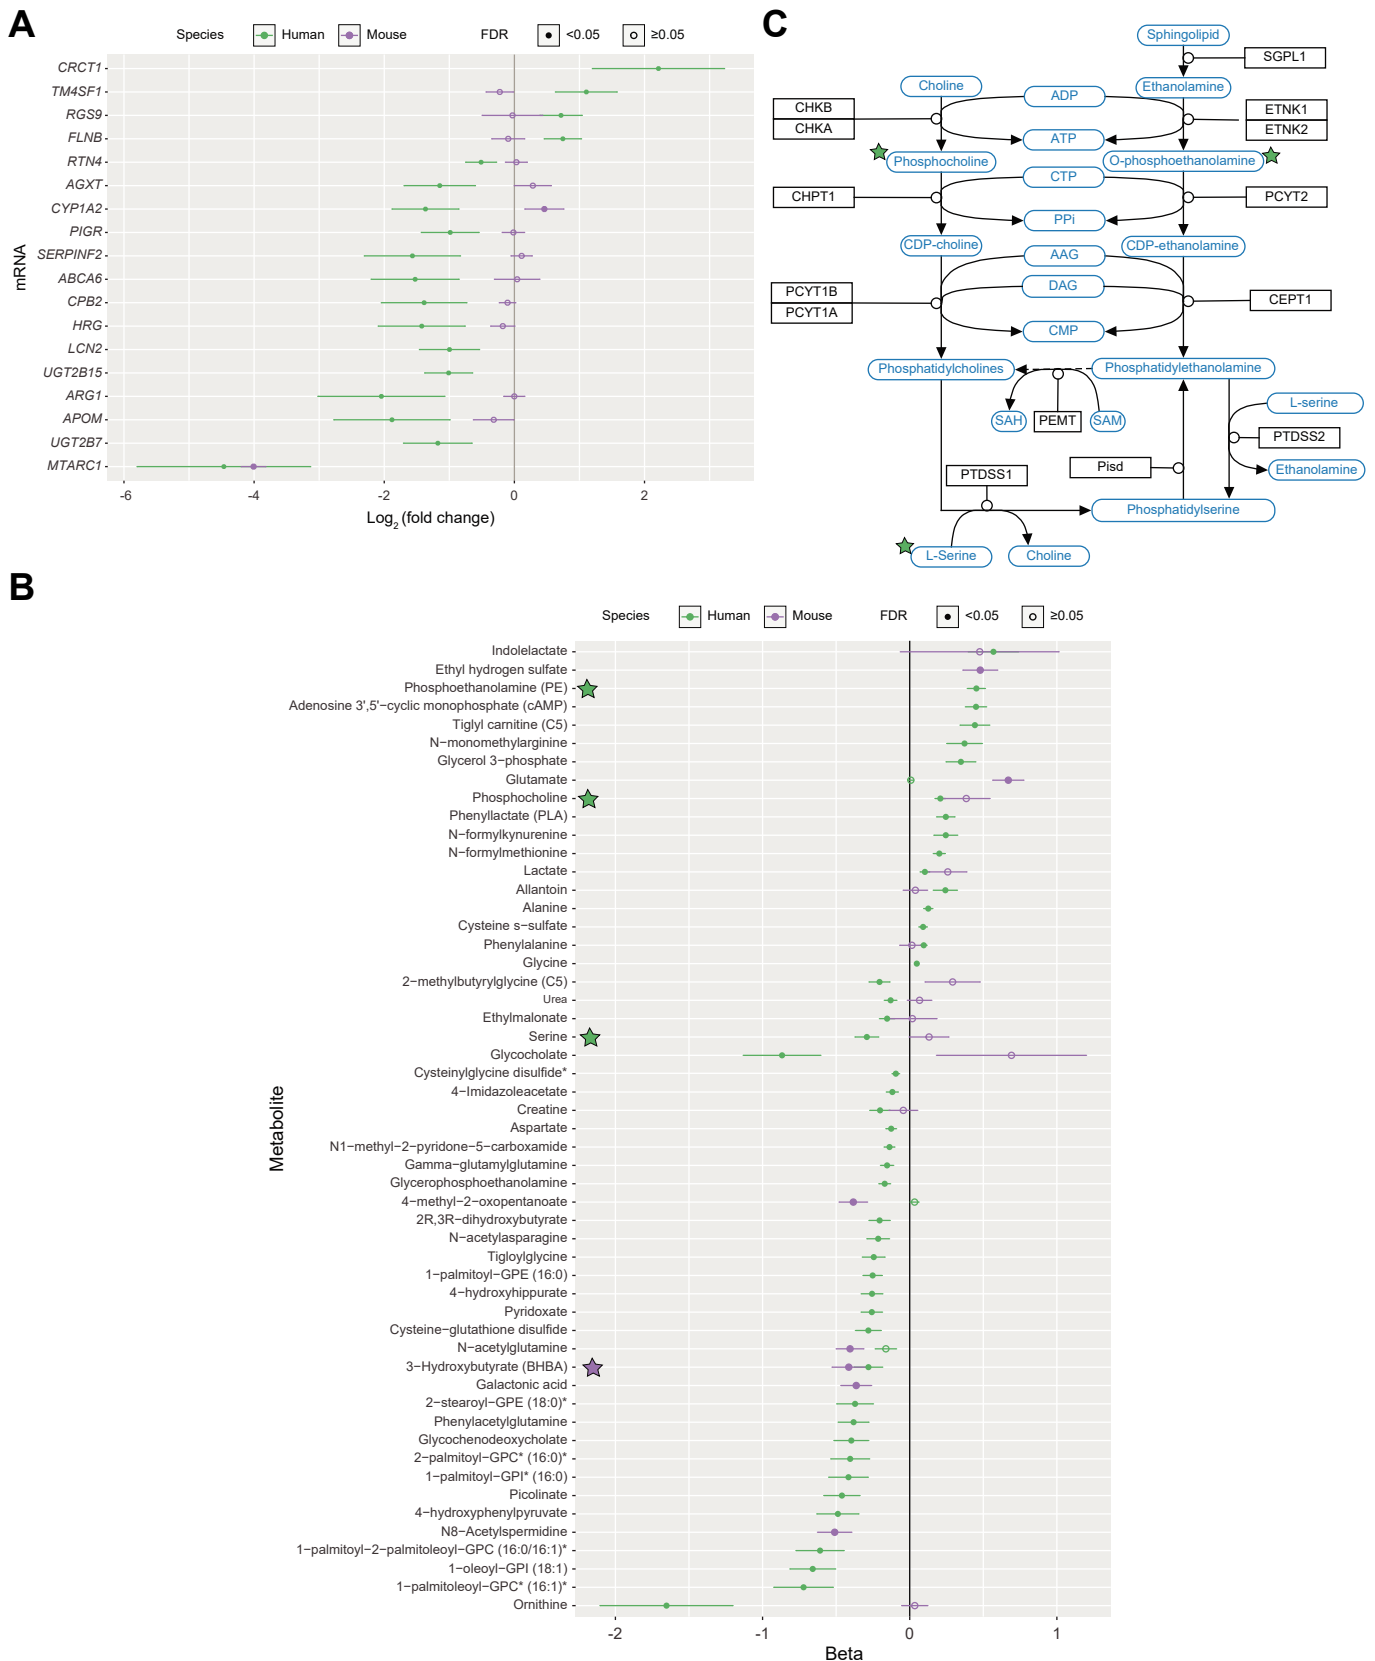 A
Species Human Mouse FDR <0.05 ≥0.05
mRNA
CRCT1
TM4SF1
RGS9
FLNB
RTN4
AGXT
CYP1A2
PIGR
SERPINF2
ABCA6
CPB2
HRG
LCN2
UGT2B15
ARG1
APOM
UGT2B7
MTARC1
-6 -4 -2 0 2
Log2 (fold change)
C
Sphingolipid
SGPL1
Choline
Ethanolamine
ADP
CHKB
CHKA
ETNK1
ETNK2
ATP
Phosphocholine
O-phosphoethanolamine
CTP
CHPT1
PCYT2
PPi
CDP-choline
CDP-ethanolamine
AAG
DAG
PCYT1B
PCYT1A
CEPT1
CMP
Phosphatidylcholines
Phosphatidylethanolamine
SAH
PEMT
SAM
L-serine
PTDSS2
Ethanolamine
Pisd
PTDSS1
Phosphatidylserine
L-Serine
Choline
B
Species Human Mouse FDR <0.05 ≥0.05
Metabolite
Indolelactate
Ethyl hydrogen sulfate
Phosphoethanolamine (PE)
Adenosine 3',5'−cyclic monophosphate (cAMP)
Tiglyl carnitine (C5)
N−monomethylarginine
Glycerol 3−phosphate
Glutamate
Phosphocholine
Phenyllactate (PLA)
N−formylkynurenine
N−formylmethionine
Lactate
Allantoin
Alanine
Cysteine s−sulfate
Phenylalanine
Glycine
2−methylbutyrylglycine (C5)
Urea
Ethylmalonate
Serine
Glycocholate
Cysteinylglycine disulfide*
4−Imidazoleacetate
Creatine
Aspartate
N1−methyl−2−pyridone−5−carboxamide
Gamma−glutamylglutamine
Glycerophosphoethanolamine
4−methyl−2−oxopentanoate
2R,3R−dihydroxybutyrate
N−acetylasparagine
Tigloylglycine
1−palmitoyl−GPE (16:0)
4−hydroxyhippurate
Pyridoxate
Cysteine−glutathione disulfide
N−acetylglutamine
3−Hydroxybutyrate (BHBA)
Galactonic acid
2−stearoyl−GPE (18:0)*
Phenylacetylglutamine
Glycochenodeoxycholate
2−palmitoyl−GPC* (16:0)*
1−palmitoyl−GPI* (16:0)
Picolinate
4−hydroxyphenylpyruvate
N8−Acetylspermidine
1−palmitoyl−2−palmitoleoyl−GPC (16:0/16:1)*
1−oleoyl−GPI (18:1)
1−palmitoleoyl−GPC* (16:1)*
Ornithine
-2 -1 0 1
Beta